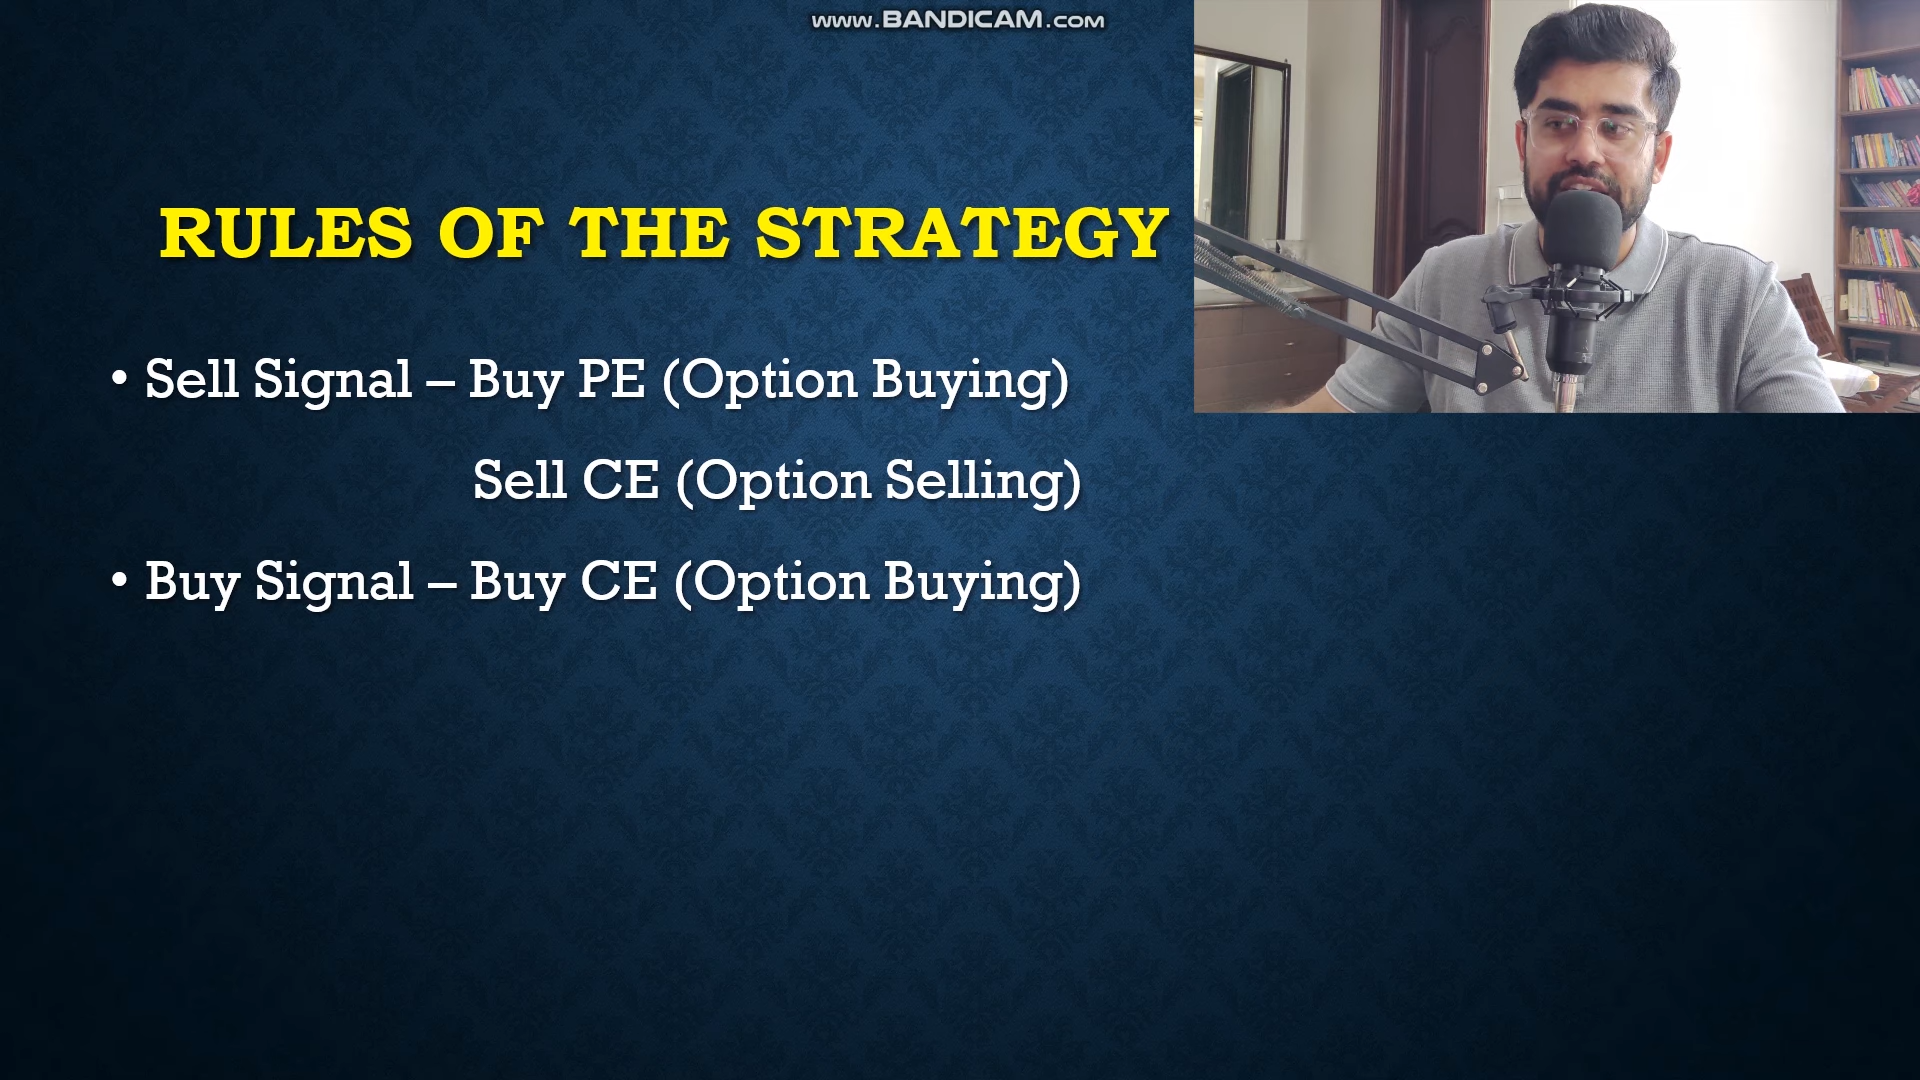 www.BANDICAM.com
RULES OF THE STRATEGY
• Sell Signal – Buy PE (Option Buying)
Sell CE (Option Selling)
• Buy Signal – Buy CE (Option Buying)